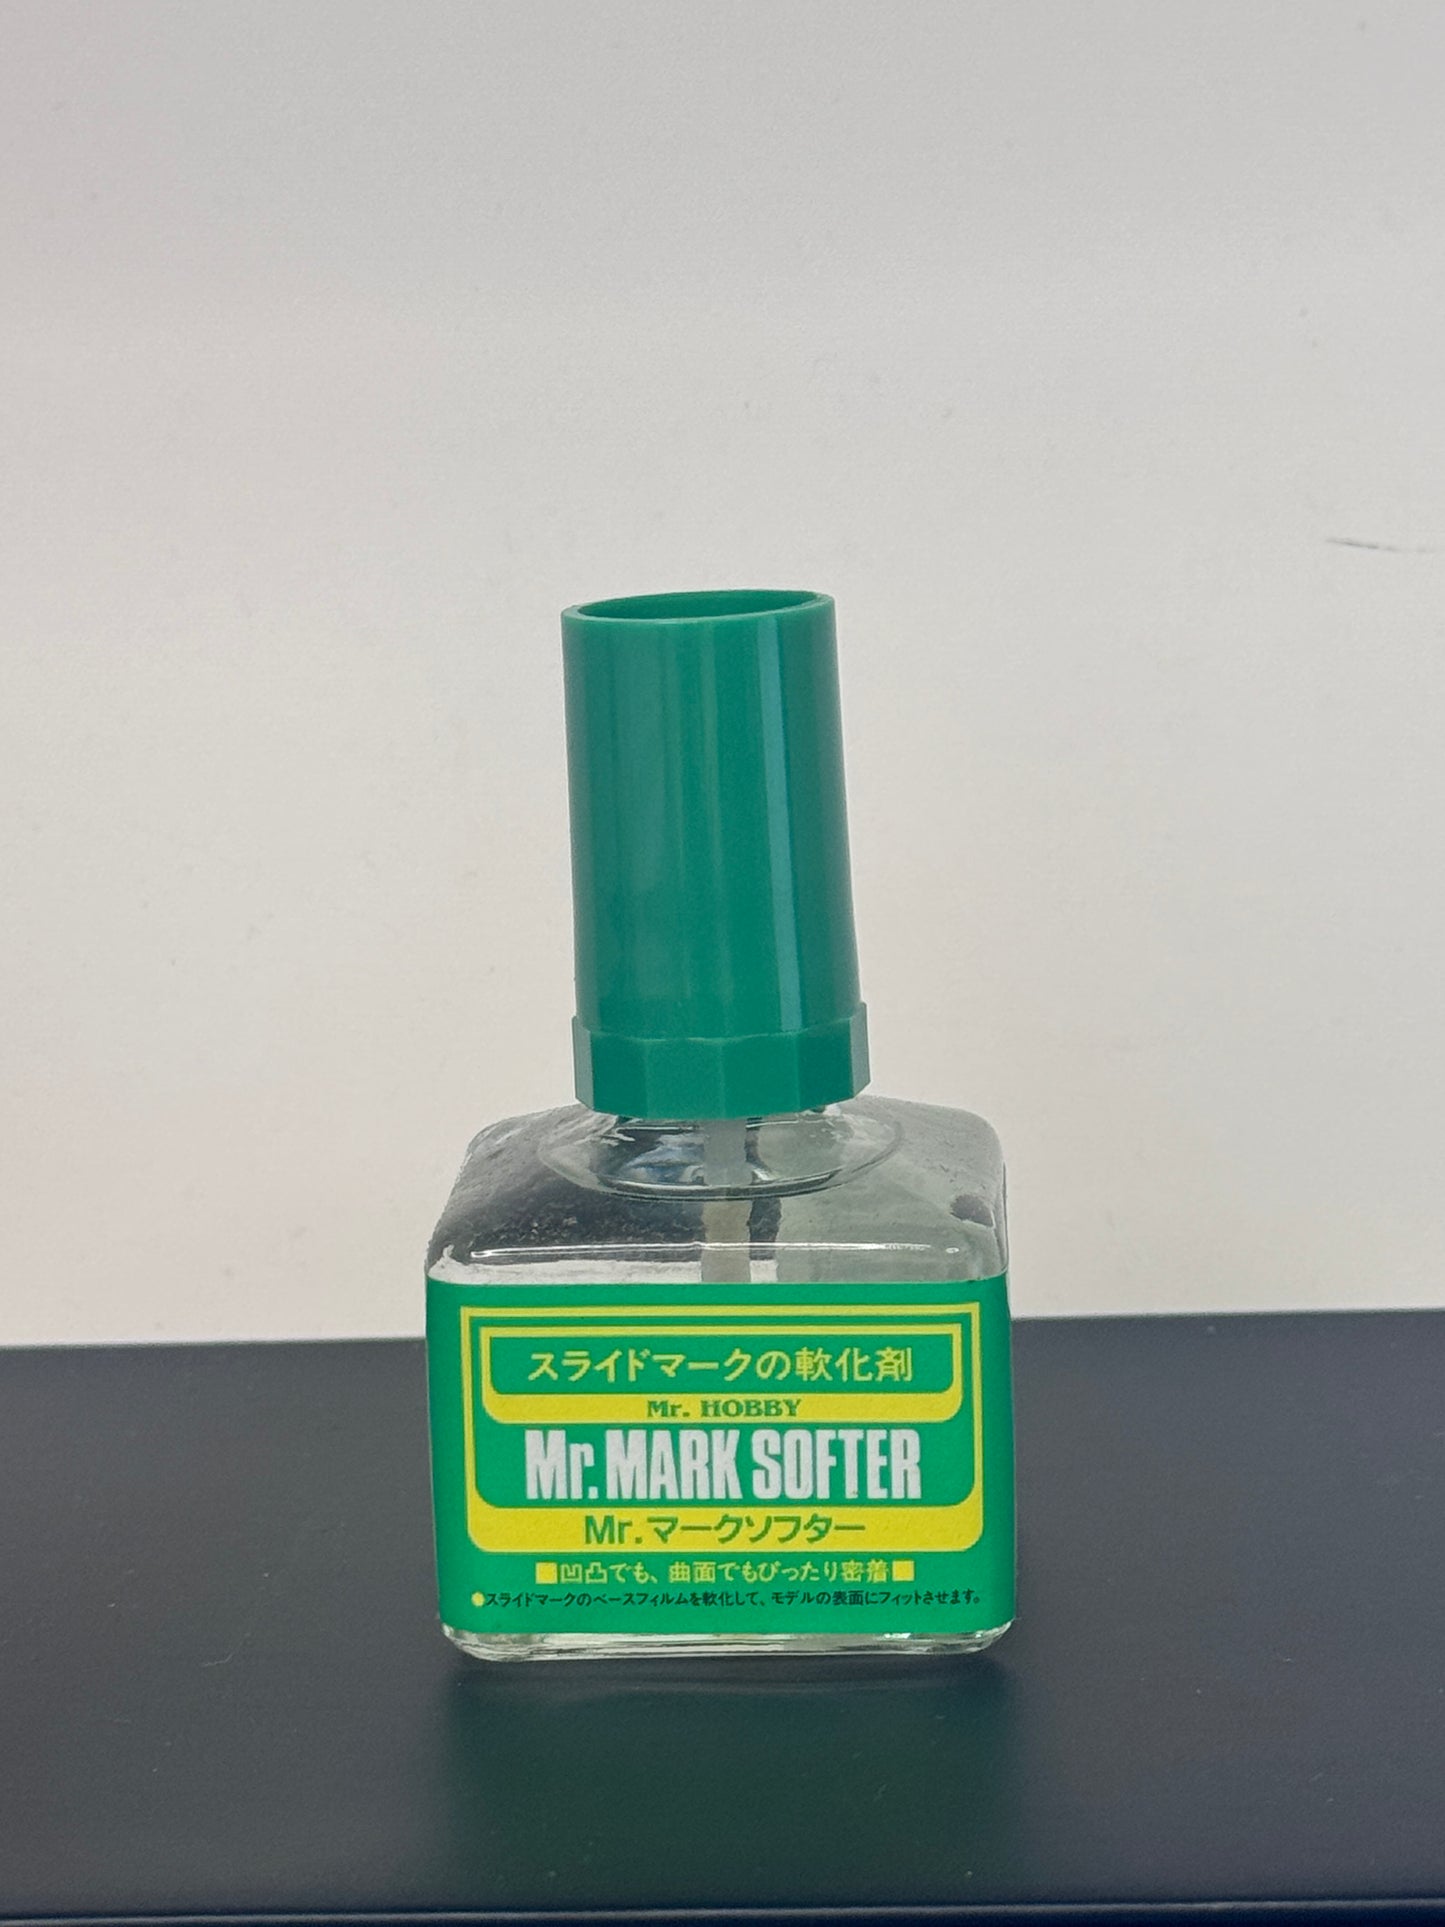 スライドマークの軟化剤
Mr. HOBBY
Mr. MARK SOFTER
Mr.マークソフター
■凹凸でも、曲面でもぴったり密着■
●スライドマークのベースフィルムを軟化して、モデルの表面にフィットさせます。